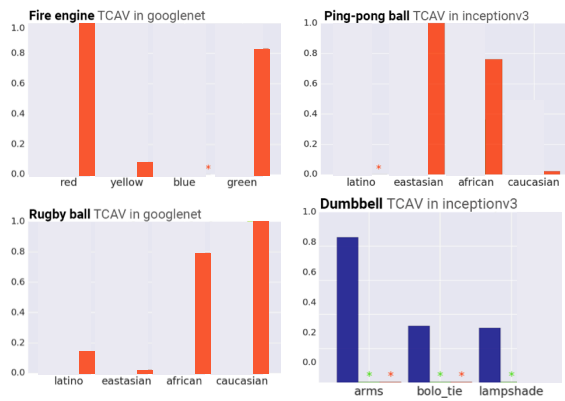 Fire engine TCAV in googlenet
1.0
0.8
0.6
0.4
0.2
0.0
red yellow blue green
*
Ping-pong ball TCAV in inceptionv3
1.0
0.8
0.6
0.4
0.2
0.0
latino eastasian african caucasian
*
Rugby ball TCAV in googlenet
1.0
0.8
0.6
0.4
0.2
0.0
latino eastasian african caucasian
Dumbbell TCAV in inceptionv3
1.0
0.8
0.6
0.4
0.2
0.0
* * * * *
arms bolo_tie lampshade